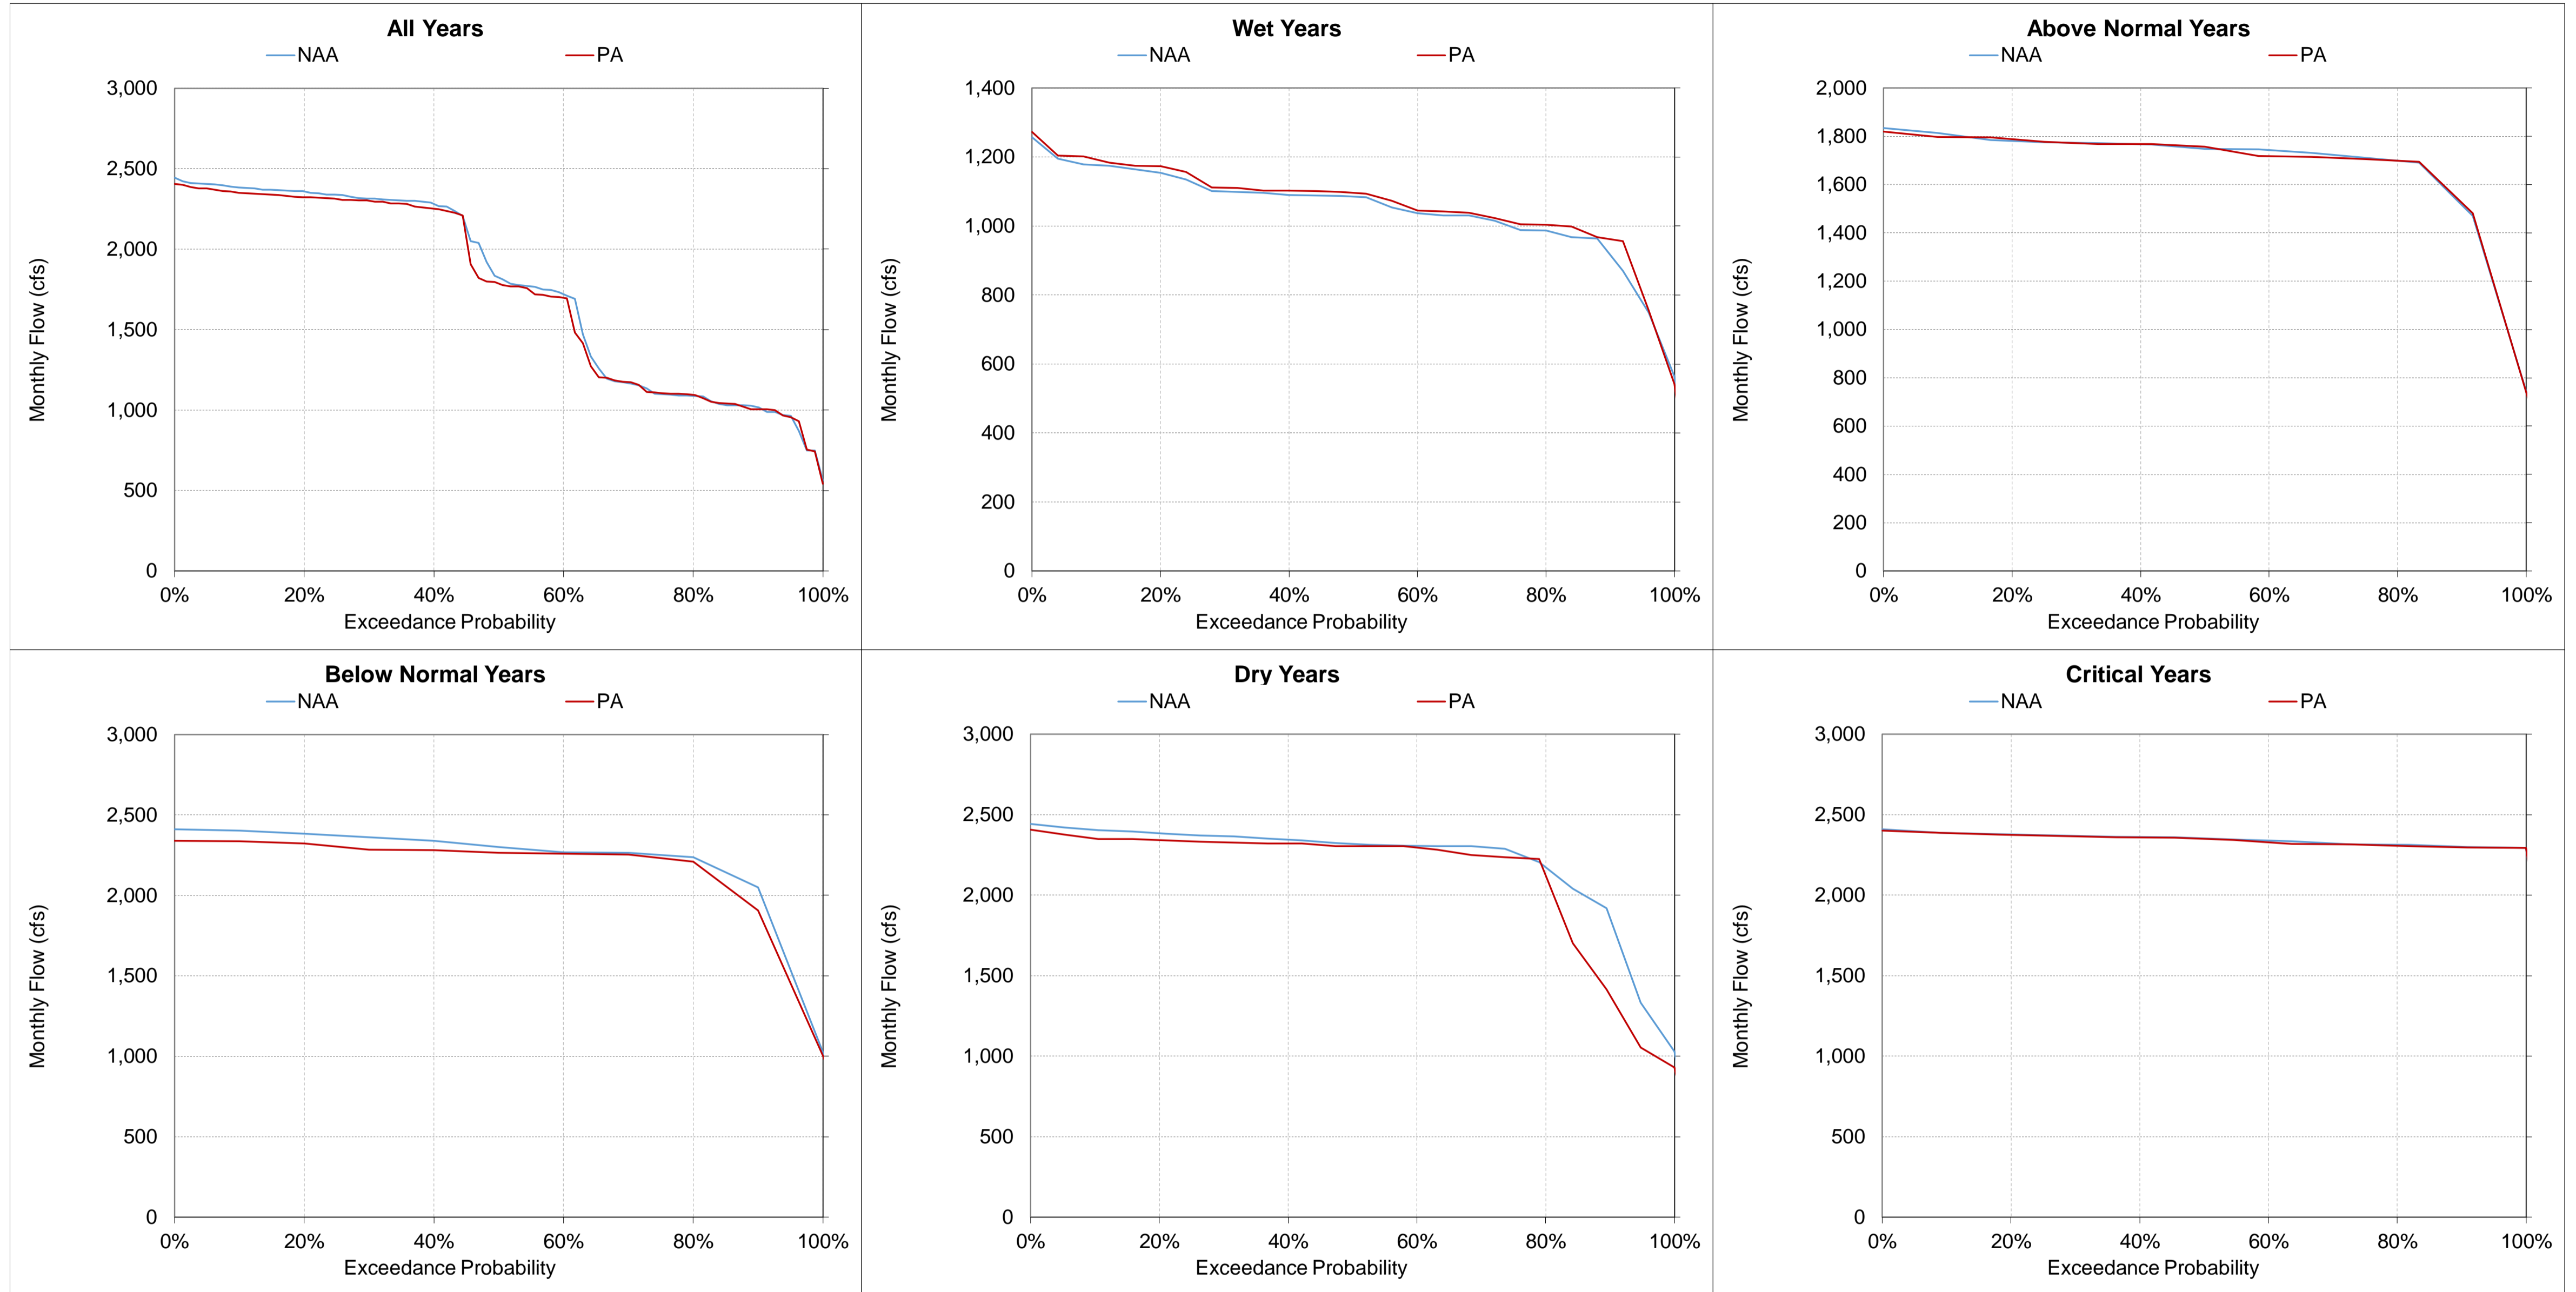 All Years
NAA PA
3,000
2,500
2,000
1,500
1,000
500
0
Monthly Flow (cfs)
0% 20% 40% 60% 80% 100%
Exceedance Probability
Wet Years
NAA PA
1,400
1,200
1,000
800
600
400
200
0
Monthly Flow (cfs)
0% 20% 40% 60% 80% 100%
Exceedance Probability
Above Normal Years
NAA PA
2,000
1,800
1,600
1,400
1,200
1,000
800
600
400
200
0
Monthly Flow (cfs)
0% 20% 40% 60% 80% 100%
Exceedance Probability
Below Normal Years
NAA PA
3,000
2,500
2,000
1,500
1,000
500
0
Monthly Flow (cfs)
0% 20% 40% 60% 80% 100%
Exceedance Probability
Dry Years
NAA PA
3,000
2,500
2,000
1,500
1,000
500
0
Monthly Flow (cfs)
0% 20% 40% 60% 80% 100%
Exceedance Probability
Critical Years
NAA PA
3,000
2,500
2,000
1,500
1,000
500
0
Monthly Flow (cfs)
0% 20% 40% 60% 80% 100%
Exceedance Probability